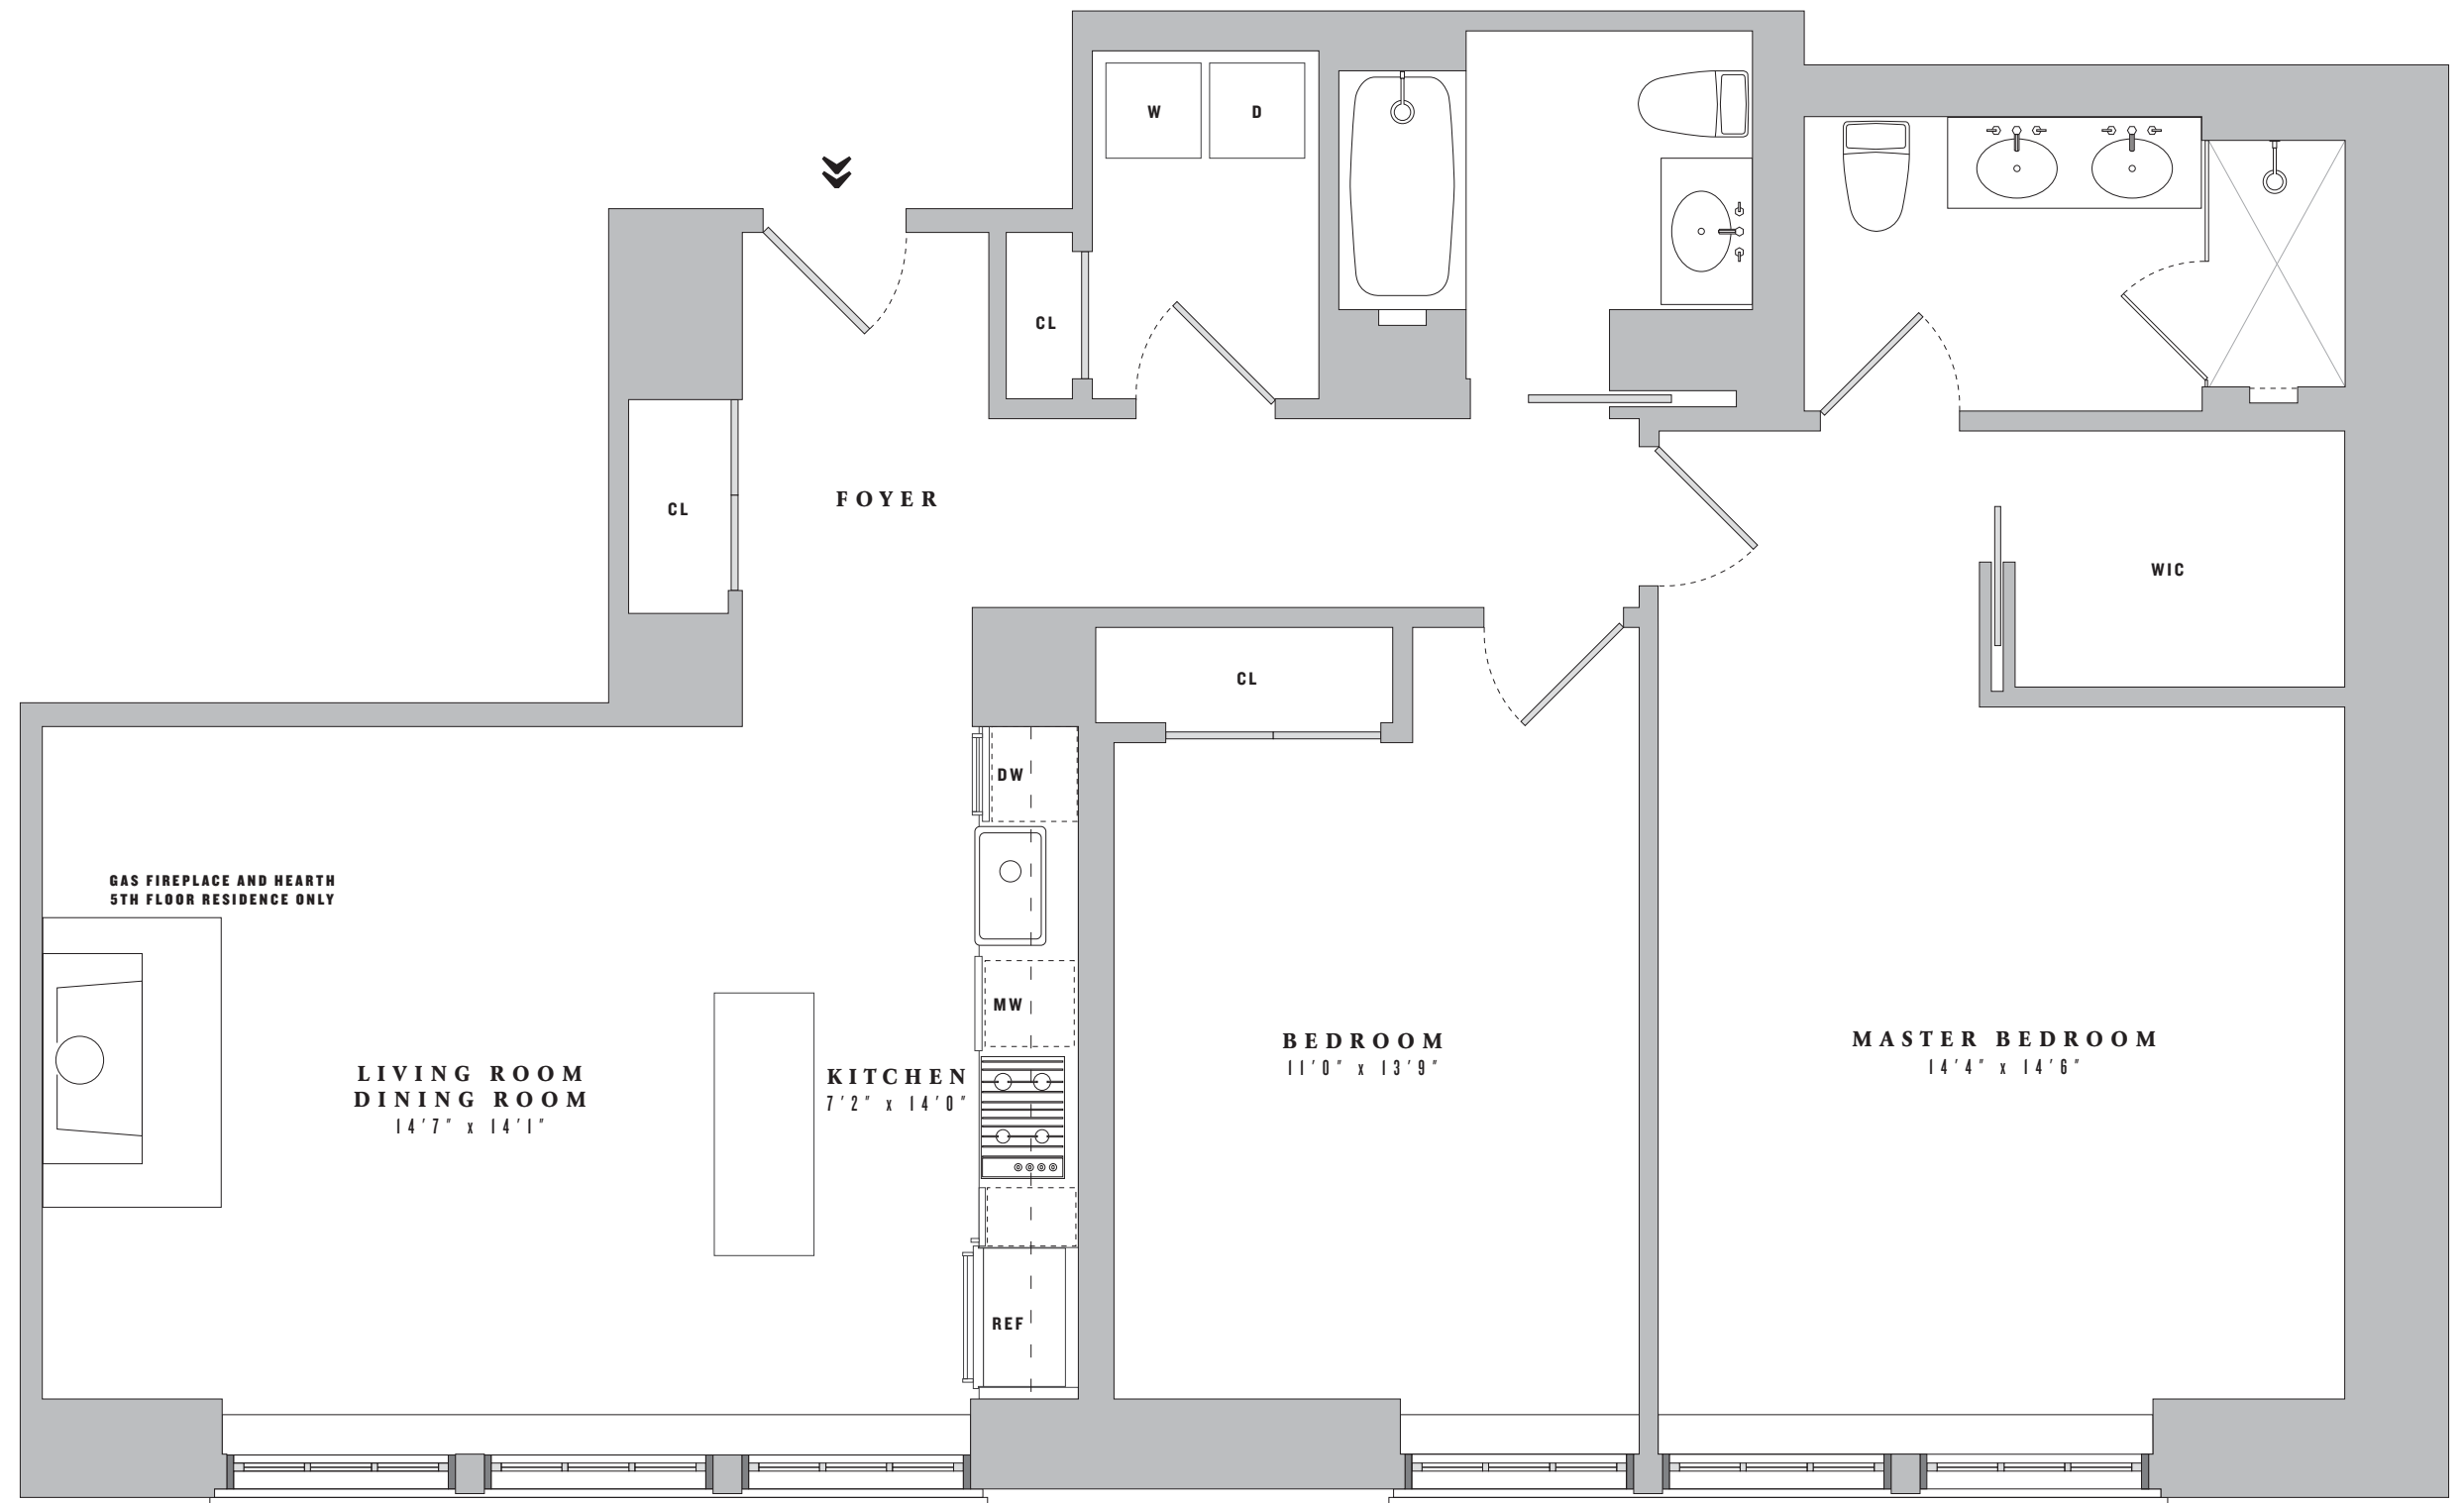 W
D
CL
CL
FOYER
WIC
CL
DW
GAS FIREPLACE AND HEARTH
5TH FLOOR RESIDENCE ONLY
MW
LIVING ROOM
DINING ROOM
14'7" x 14'1"
KITCHEN
7'2" x 14'0"
BEDROOM
11'0" x 13'9"
MASTER BEDROOM
14'4" x 14'6"
REF